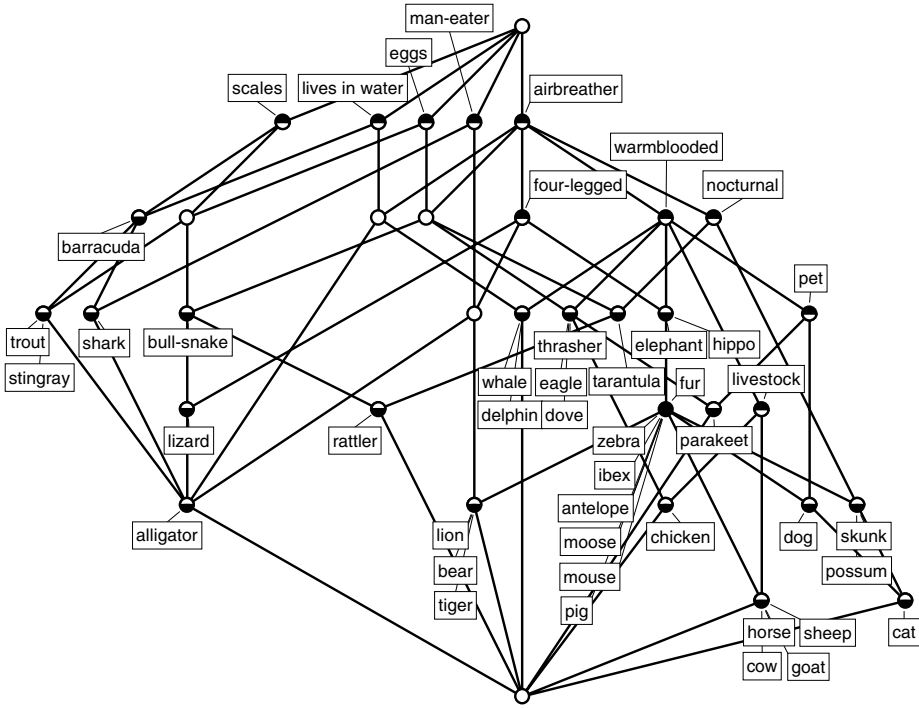 man-eater
eggs
scales
lives in water
airbreather
warmblooded
four-legged
nocturnal
barracuda
pet
trout
shark
bull-snake
thrasher
elephant
hippo
stingray
whale
eagle
tarantula
fur
livestock
delphin
dove
lizard
rattler
zebra
parakeet
ibex
antelope
alligator
lion
moose
chicken
dog
skunk
bear
mouse
possum
tiger
pig
horse
sheep
cat
cow
goat